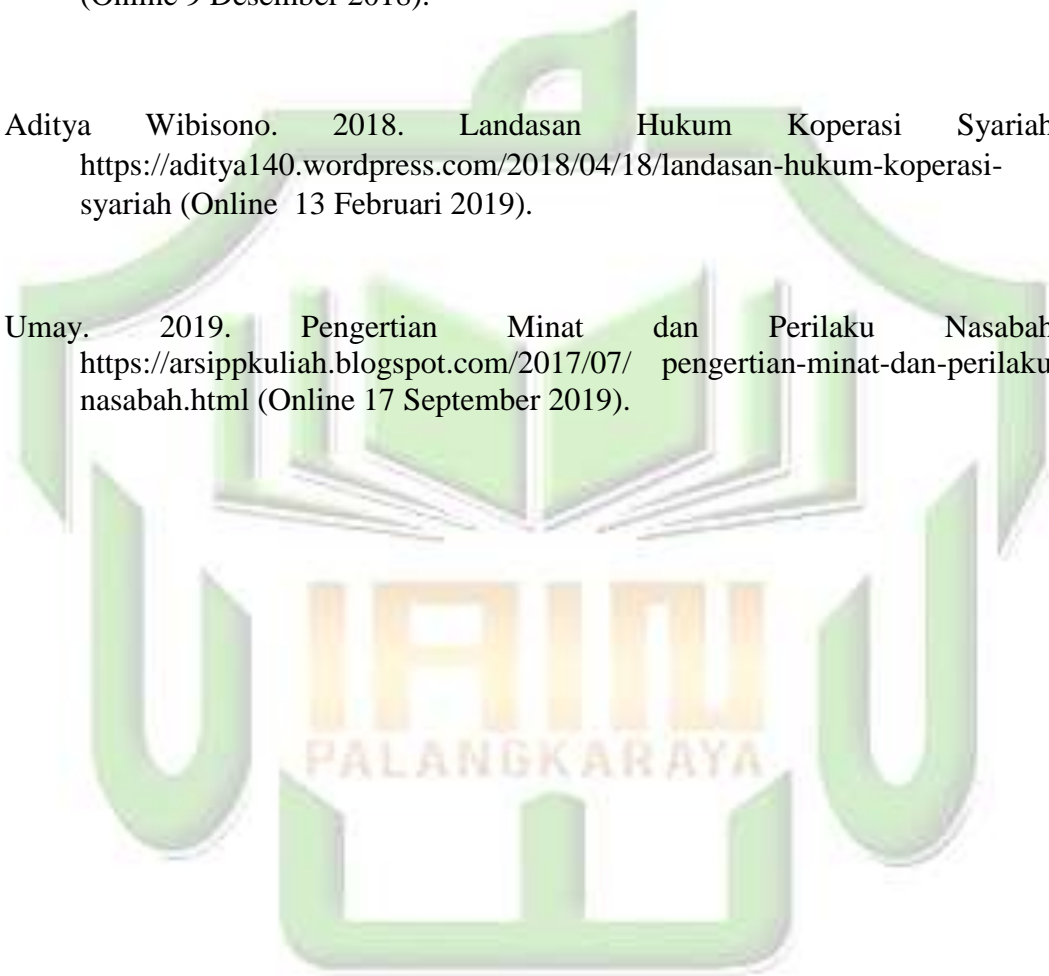 (Online 9 Desember 2018).
Aditya Wibisono. 2018. Landasan Hukum Koperasi Syariah
https://aditya140.wordpress.com/2018/04/18/landasan-hukum-koperasi-
syariah (Online 13 Februari 2019).
Umay. 2019. Pengertian Minat dan Perilaku Nasabah
https://arsippkuliah.blogspot.com/2017/07/ pengertian-minat-dan-perilaku
nasabah.html (Online 17 September 2019).
IAIN
PALANGKARAYA